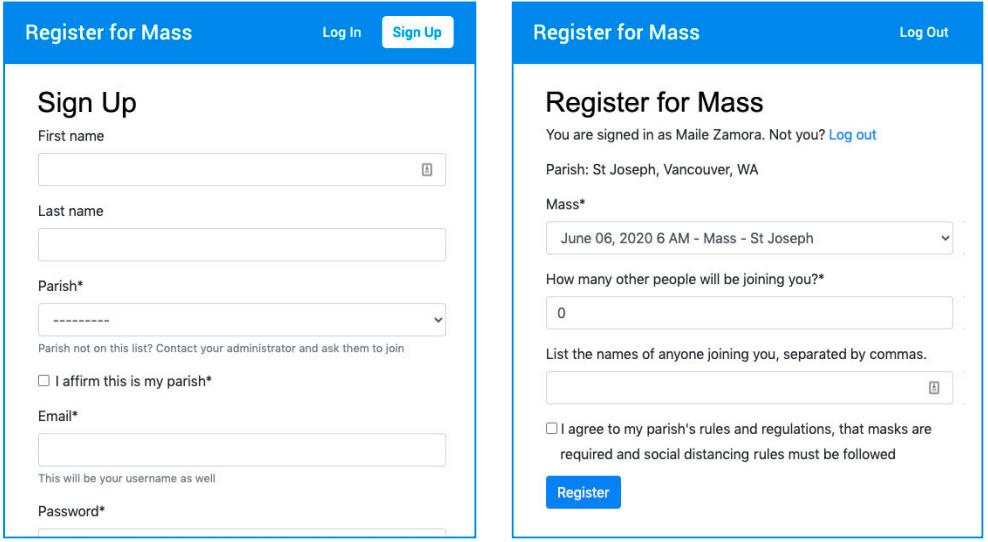 Register for Mass Log In Sign Up
Sign Up
First name
Last name
Parish*
---------
Parish not on this list? Contact your administrator and ask them to join
I affirm this is my parish*
Email*
This will be your username as well
Password*
Register for Mass Log Out
Register for Mass
You are signed in as Maile Zamora. Not you? Log out
Parish: St Joseph, Vancouver, WA
Mass*
June 06, 2020 6 AM - Mass - St Joseph
How many other people will be joining you?*
0
List the names of anyone joining you, separated by commas.
I agree to my parish's rules and regulations, that masks are
required and social distancing rules must be followed
Register